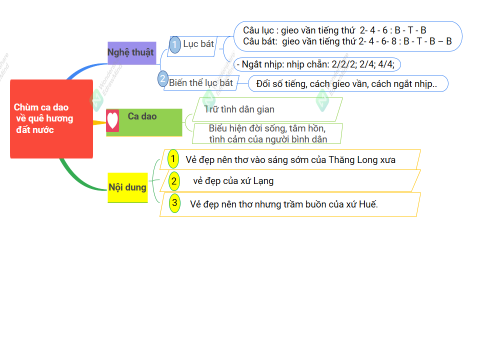 Chùm ca dao
về quê hương
đất nước
Nghệ thuật
1 Lục bát
Câu lục : gieo vần tiếng thứ 2- 4 - 6 : B - T - B
Câu bát: gieo vần tiếng thứ 2- 4 - 6- 8 : B - T - B – B
- Ngắt nhịp: nhịp chẵn: 2/2/2; 2/4; 4/4;
2 Biến thể lục bát
Đổi số tiếng, cách gieo vần, cách ngắt nhịp..
Ca dao
Trữ tình dân gian
Biểu hiện đời sống, tâm hồn,
tình cảm của người bình dân
Nội dung
1 Vẻ đẹp nên thơ vào sáng sớm của Thăng Long xưa
2 vẻ đẹp của xứ Lạng
3 Vẻ đẹp nên thơ nhưng trầm buồn của xứ Huế.